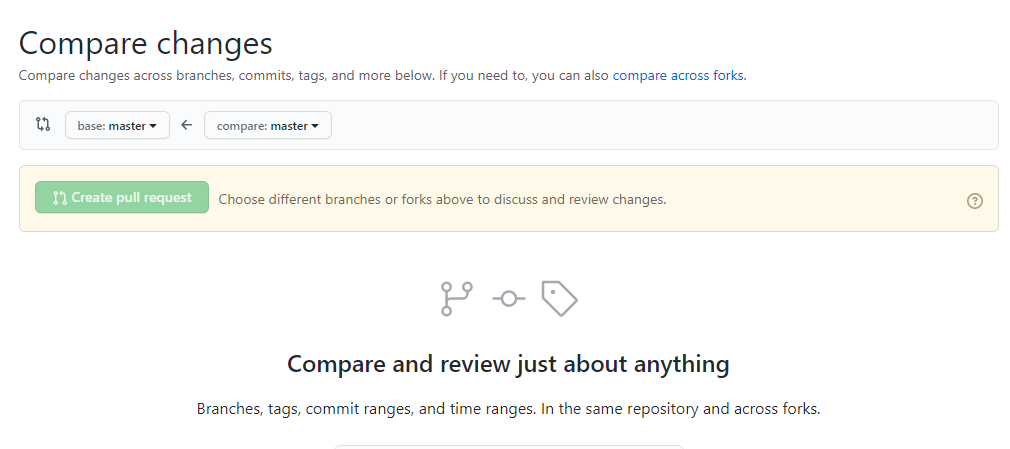 Compare changes
Compare changes across branches, commits, tags, and more below. If you need to, you can also compare across forks.
base: master compare: master
Create pull request Choose different branches or forks above to discuss and review changes.
Compare and review just about anything
Branches, tags, commit ranges, and time ranges. In the same repository and across forks.